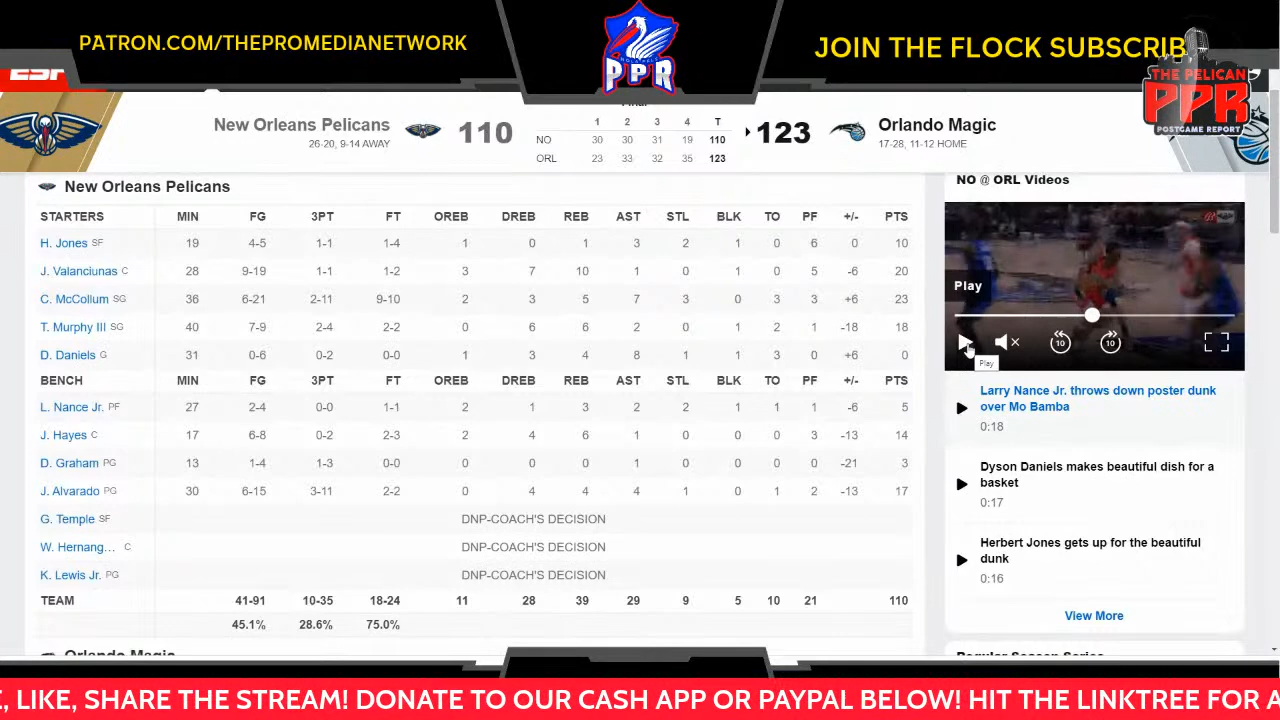 PATRON.COM/THEPROMEDIANETWORK
JOIN THE FLOCK SUBSCRIB
PPR
THE PELICAN
PPR
POSTGAME REPORT
New Orleans Pelicans
26-20, 9-14 AWAY
110
1 2 3 4 T
NO 30 30 31 19 110
ORL 23 33 32 35 123
123
Orlando Magic
17-28, 11-12 HOME
New Orleans Pelicans
STARTERS MIN FG 3PT FT OREB DREB REB AST STL BLK TO PF +/- PTS
H. Jones SF 19 4-5 1-1 1-4 1 0 1 3 2 1 0 6 0 10
J. Valanciunas C 28 9-19 1-1 1-2 3 7 10 1 0 1 0 5 -6 20
C. McCollum SG 36 6-21 2-11 9-10 2 3 5 7 3 0 3 3 +6 23
T. Murphy III SG 40 7-9 2-4 2-2 0 6 6 2 0 1 2 1 -18 18
D. Daniels G 31 0-6 0-2 0-0 1 3 4 8 1 1 3 0 +6 0
BENCH MIN FG 3PT FT OREB DREB REB AST STL BLK TO PF +/- PTS
L. Nance Jr. PF 27 2-4 0-0 1-1 2 1 3 2 2 1 1 1 -6 5
J. Hayes C 17 6-8 0-2 2-3 2 4 6 1 0 0 0 3 -13 14
D. Graham PG 13 1-4 1-3 0-0 0 0 0 1 0 0 0 0 -21 3
J. Alvarado PG 30 6-15 3-11 2-2 0 4 4 4 1 0 1 2 -13 17
G. Temple SF DNP-COACH'S DECISION
W. Hernang... C DNP-COACH'S DECISION
K. Lewis Jr. PG DNP-COACH'S DECISION
TEAM 41-91 10-35 18-24 11 28 39 29 9 5 10 21 110
45.1% 28.6% 75.0%
NO @ ORL Videos
Play
10 10
Play
Larry Nance Jr. throws down poster dunk
over Mo Bamba
0:18
Dyson Daniels makes beautiful dish for a
basket
0:17
Herbert Jones gets up for the beautiful
dunk
0:16
View More
Orlando Magic
Regular Season Series
, LIKE, SHARE THE STREAM! DONATE TO OUR CASH APP OR PAYPAL BELOW! HIT THE LINKTREE FOR A